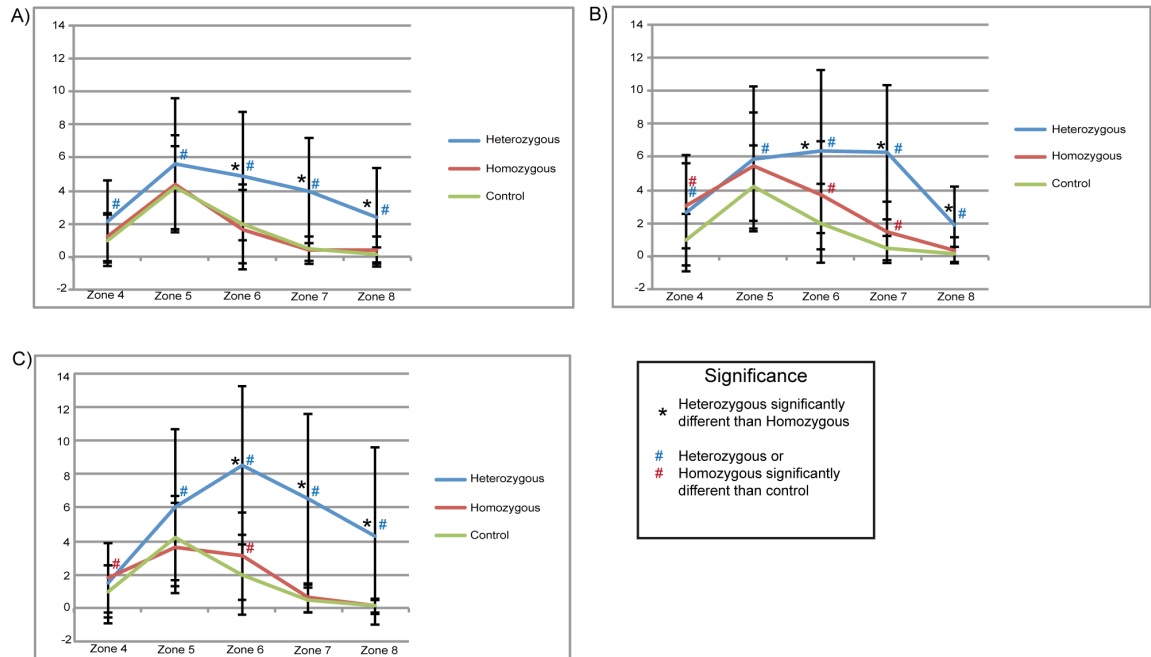 A)
14
12
10
8
6
4
2
0
-2
Zone 4 Zone 5 Zone 6 Zone 7 Zone 8
# # * # * # * #
Heterozygous
Homozygous
Control
B)
14
12
10
8
6
4
2
0
-2
Zone 4 Zone 5 Zone 6 Zone 7 Zone 8
# # # * # # * # # * #
Heterozygous
Homozygous
Control
C)
14
12
10
8
6
4
2
0
-2
Zone 4 Zone 5 Zone 6 Zone 7 Zone 8
# # * # # * # * #
Heterozygous
Homozygous
Control
Significance
* Heterozygous significantly
different than Homozygous
# Heterozygous or
# Homozygous significantly
different than control